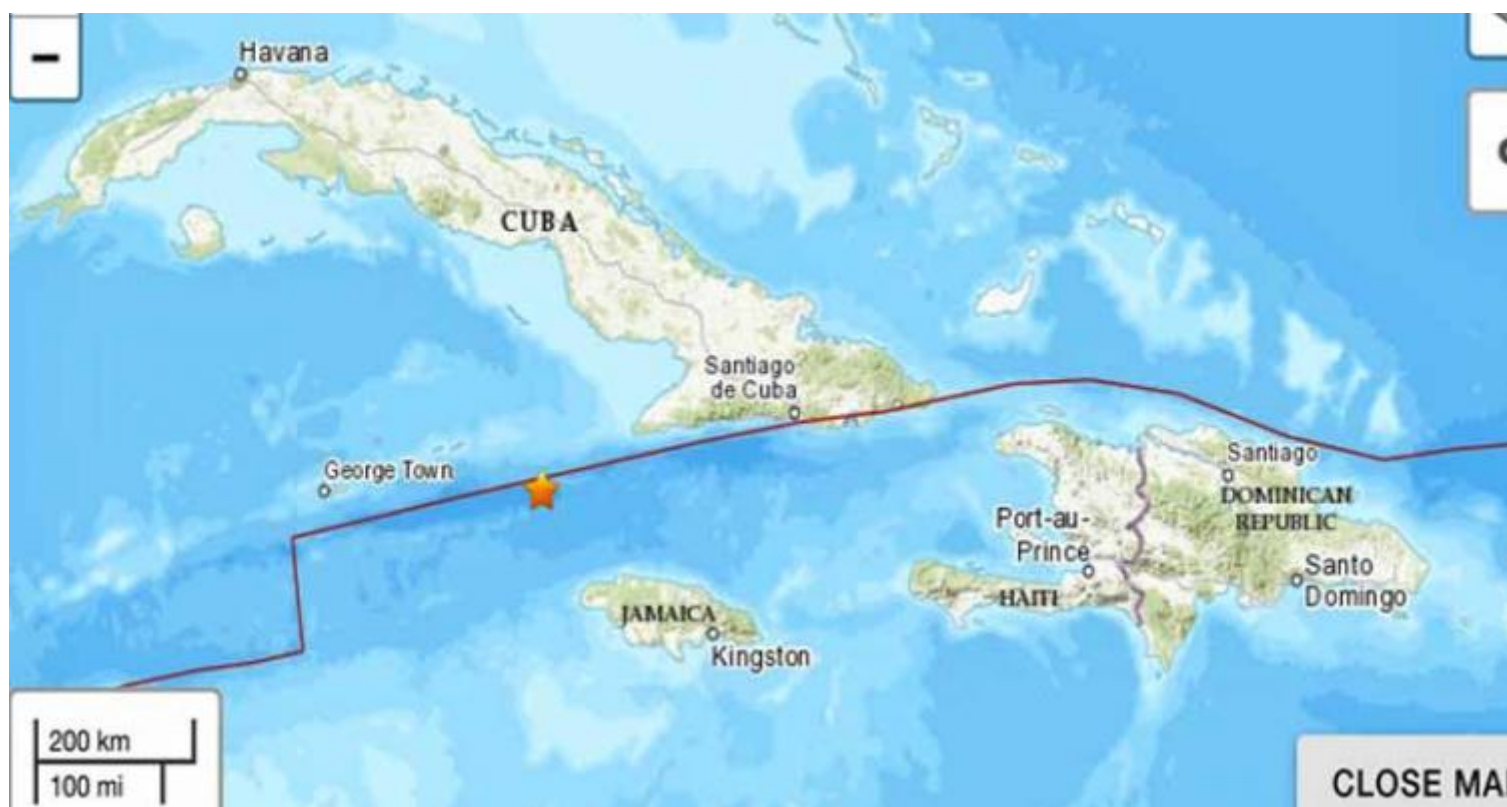 Havana
CUBA
Santiago
de Cuba
George Town
Santiago
DOMINICAN
REPUBLIC
Port-au-
Prince
Santo
Domingo
HAITI
JAMAICA
Kingston
200 km
100 mi
CLOSE MA